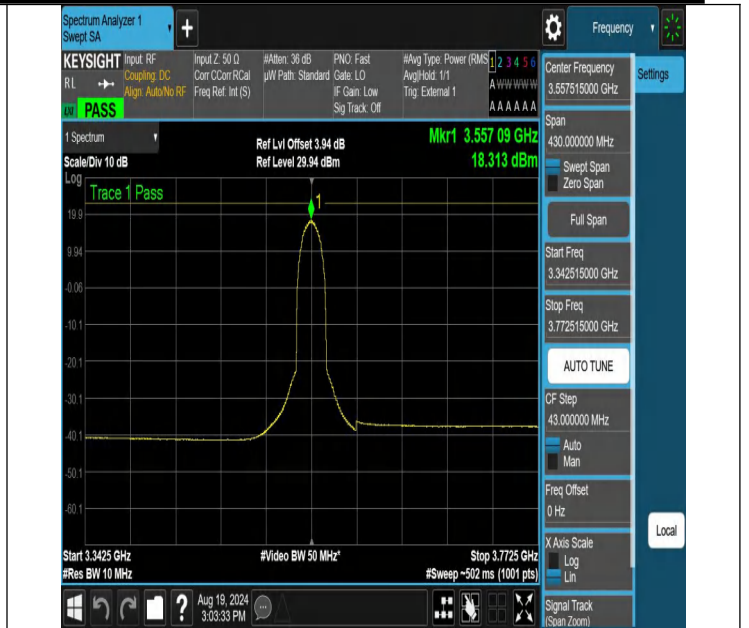 Spectrum Analyzer 1
Swept SA
+
Frequency
KEYSIGHT
RL
PASS
Input: RF
Coupling: DC
Align: Auto/No RF
Input Z: 50 Ω
Corr CCorr RCal
Freq Ref: Int (S)
#Atten: 36 dB
µW Path: Standard
PNO: Fast
Gate: LO
IF Gain: Low
Sig Track: Off
#Avg Type: Power (RMS
Avg|Hold: 1/1
Trig: External 1
1 2 3 4 5 6
A W W W W W
A A A A A A
1 Spectrum
Scale/Div 10 dB
Ref Lvl Offset 3.94 dB
Ref Level 29.94 dBm
Mkr1 3.557 09 GHz
18.313 dBm
Log
Trace 1 Pass
1
19.9
9.94
-0.06
-10.1
-20.1
-30.1
-40.1
-50.1
-60.1
Start 3.3425 GHz
#Res BW 10 MHz
#Video BW 50 MHz*
Stop 3.7725 GHz
#Sweep ~502 ms (1001 pts)
?
Aug 19, 2024
3:03:33 PM
Center Frequency
3.557515000 GHz
Settings
Span
430.000000 MHz
Swept Span
Zero Span
Full Span
Start Freq
3.342515000 GHz
Stop Freq
3.772515000 GHz
AUTO TUNE
CF Step
43.000000 MHz
Auto
Man
Freq Offset
0 Hz
X Axis Scale
Log
Lin
Local
Signal Track
(Span Zoom)